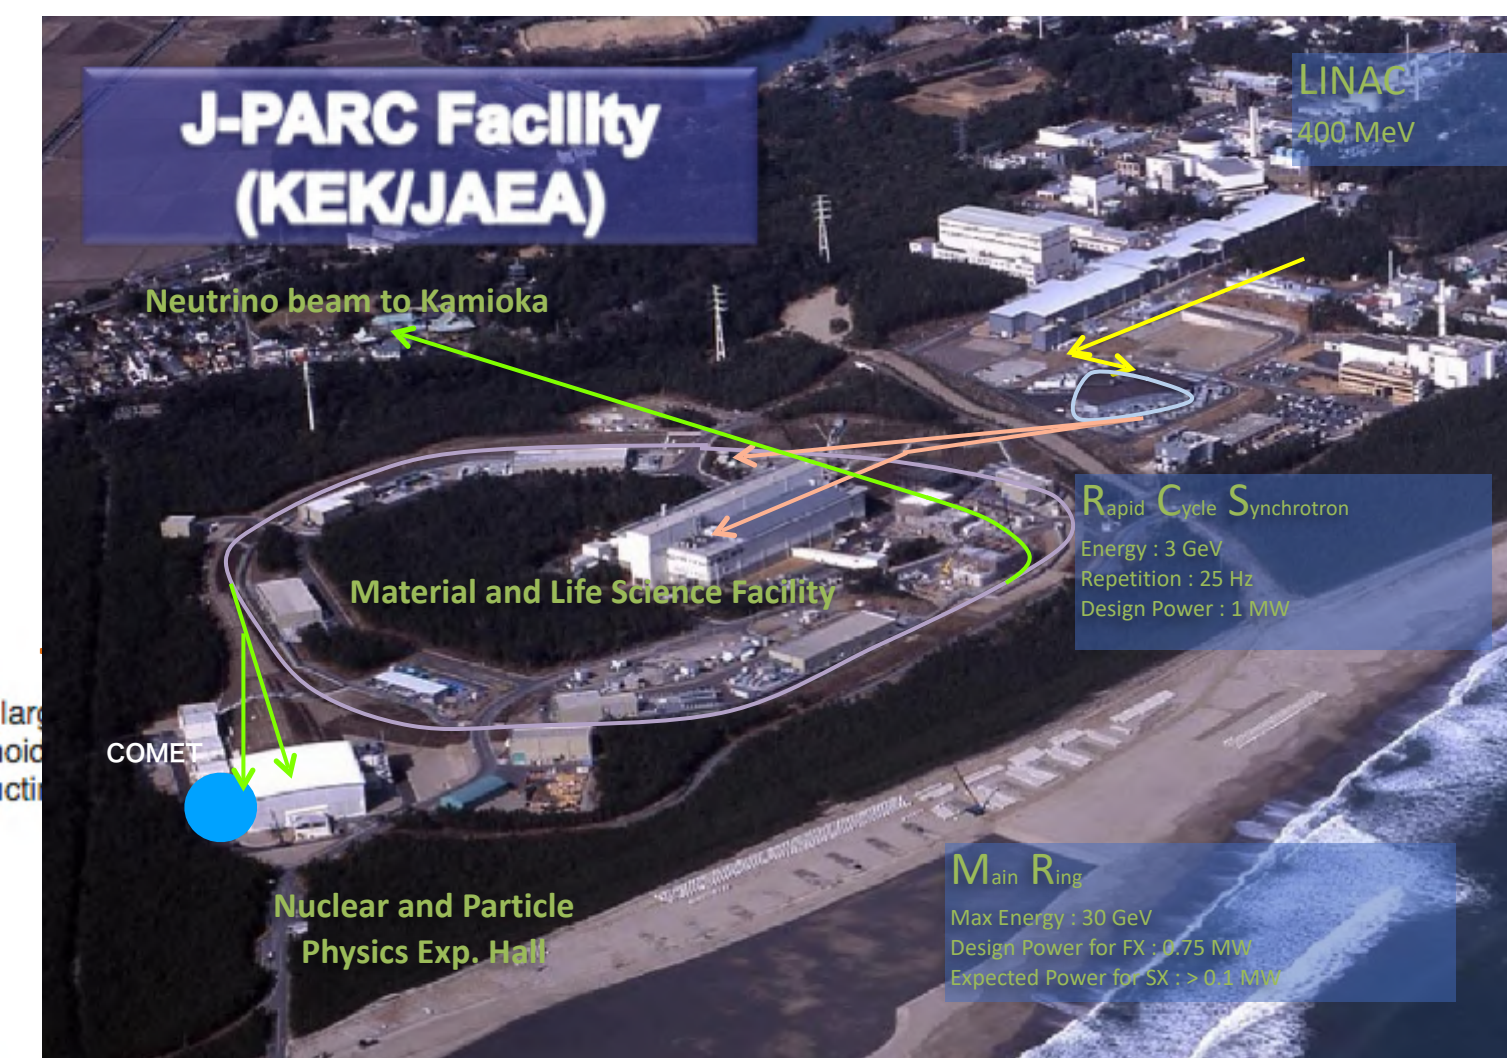 J-PARC Facility
(KEK/JAEA)
LINAC
400 MeV
Neutrino beam to Kamioka
Rapid Cycle Synchrotron
Energy : 3 GeV
Repetition : 25 Hz
Design Power : 1 MW
Material and Life Science Facility
COMET
Nuclear and Particle
Physics Exp. Hall
Main Ring
Max Energy : 30 GeV
Design Power for FX : 0.75 MW
Expected Power for SX : > 0.1 MW